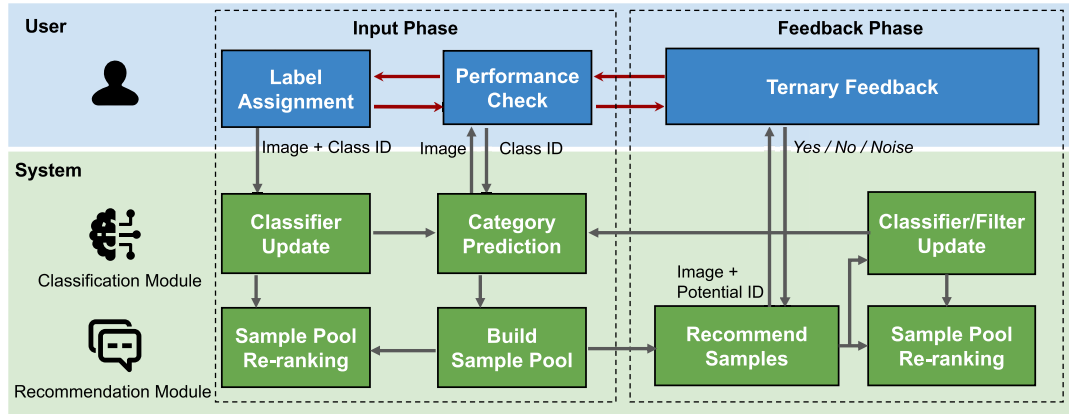 User
Input Phase
Feedback Phase
Label
Assignment
Performance
Check
Ternary Feedback
Image + Class ID
Image
Class ID
Yes / No / Noise
System
Classifier
Update
Category
Prediction
Classifier/Filter
Update
Classification Module
Image +
Potential ID
Sample Pool
Re-ranking
Build
Sample Pool
Recommend
Samples
Sample Pool
Re-ranking
Recommendation Module